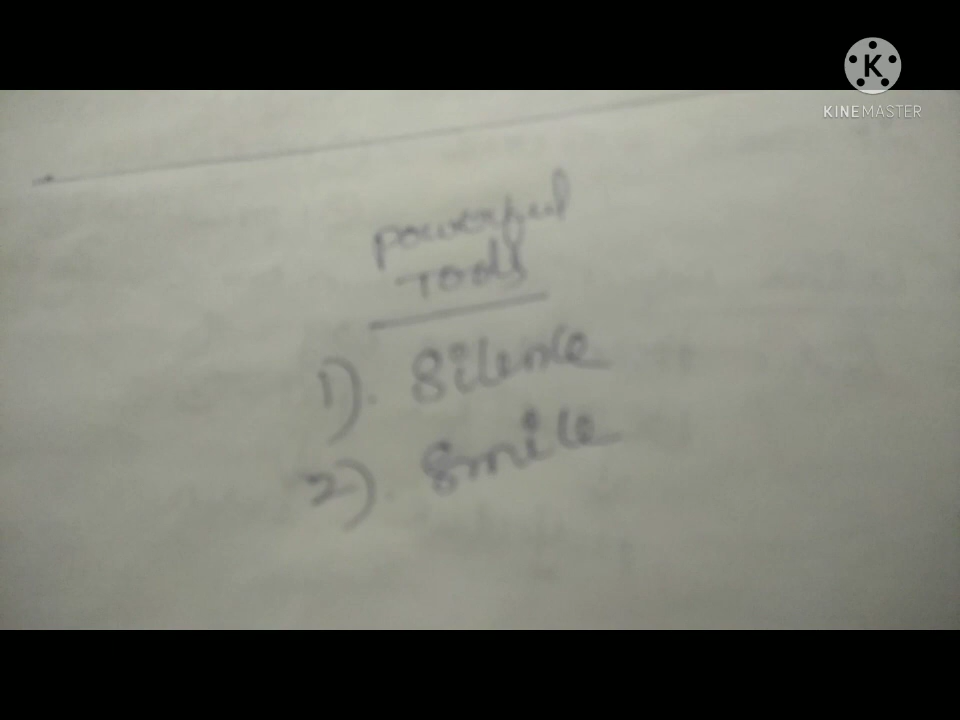 KINEMASTER
Powerful
Tools
1). Silence
2). Smile